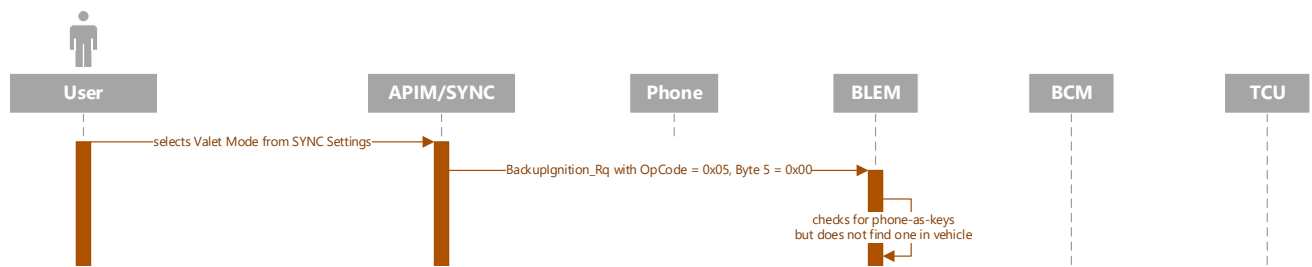 User
APIM/SYNC
Phone
BLEM
BCM
TCU
selects Valet Mode from SYNC Settings
BackupIgnition_Rq with OpCode = 0x05, Byte 5 = 0x00
checks for phone-as-keys
but does not find one in vehicle